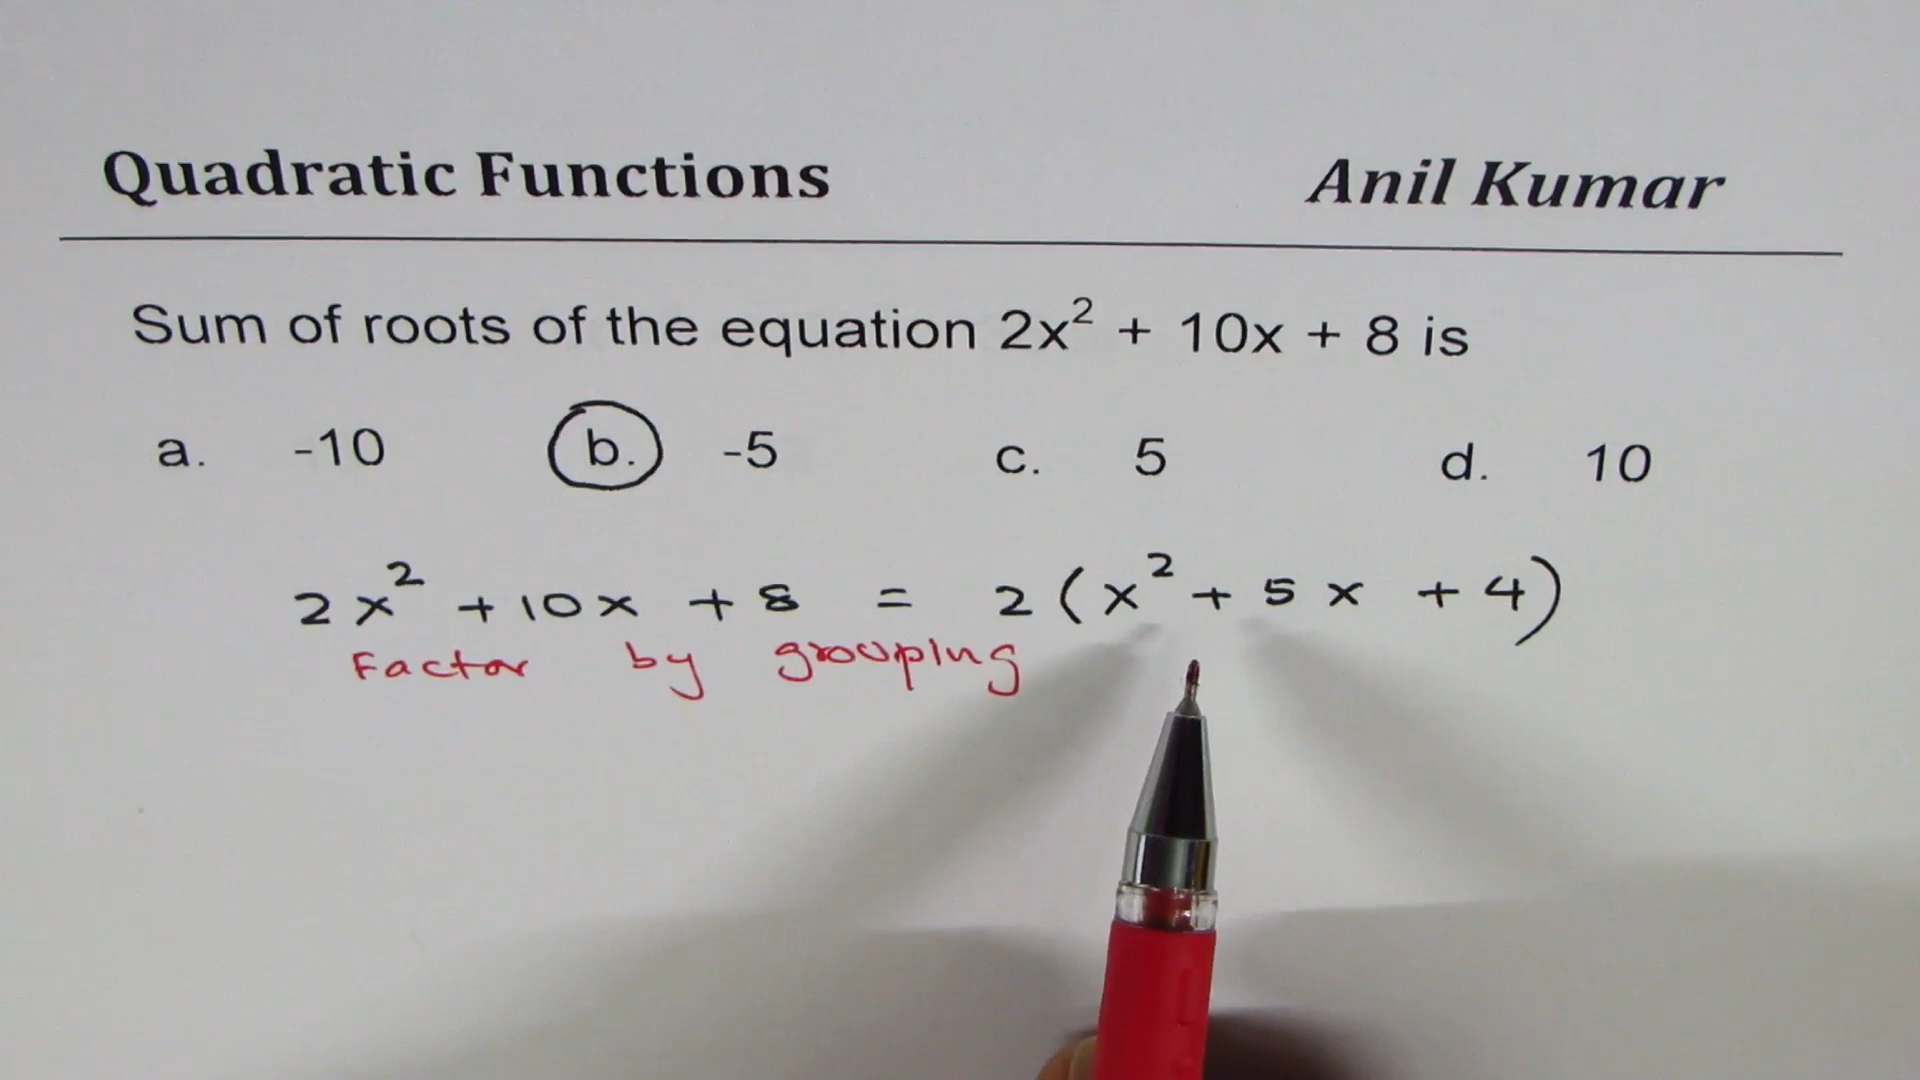 Quadratic Functions Anil Kumar
Sum of roots of the equation 2x² + 10x + 8 is
a. -10 b. -5 c. 5 d. 10
2x² + 10x + 8 = 2(x² + 5x + 4)
Factor by grouping